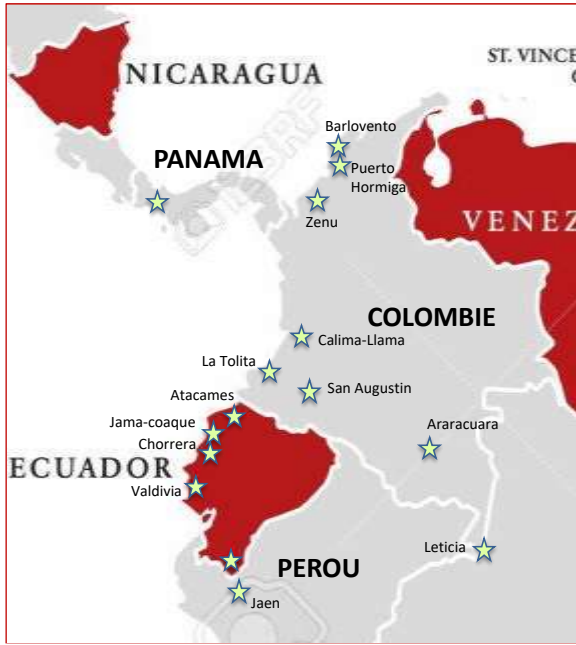 NICARAGUA
ST. VINCE
Barlovento
PANAMA
Puerto
Hormiga
Zenu
VENEZ
COLOMBIE
Calima-Llama
La Tolita
San Augustin
Atacames
Jama-coaque
Araracuara
Chorrera
ECUADOR
Valdivia
Leticia
PEROU
Jaen